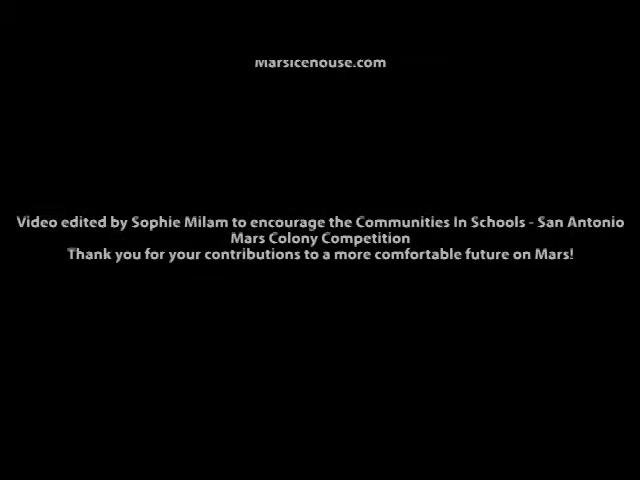 Marsicehouse.com
Video edited by Sophie Milam to encourage the Communities In Schools - San Antonio
Mars Colony Competition
Thank you for your contributions to a more comfortable future on Mars!